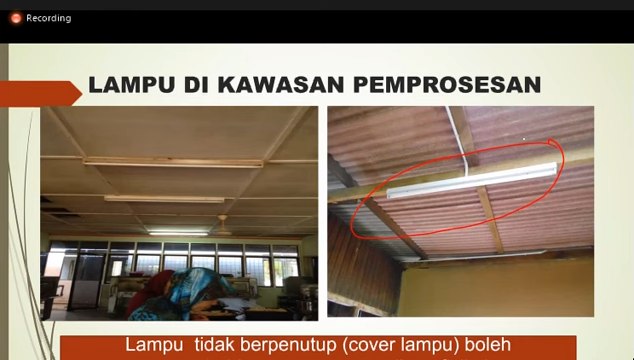 Recording
LAMPU DI KAWASAN PEMPROSESAN
Lampu tidak berpenutup (cover lampu) boleh